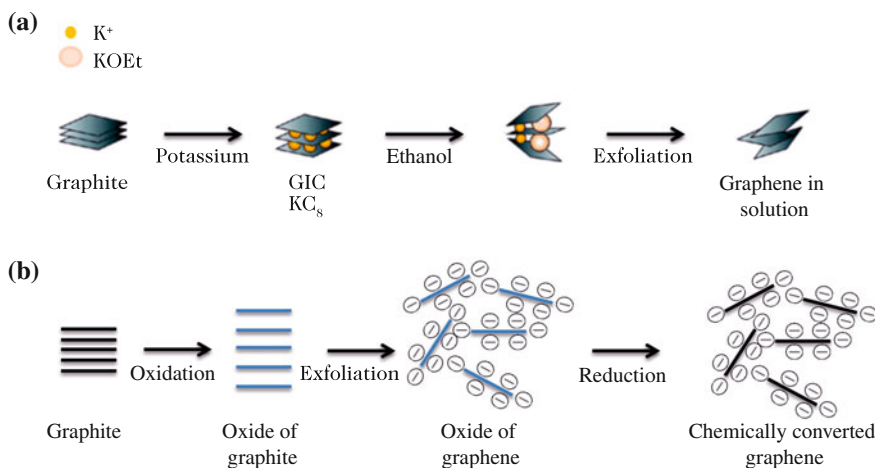 (a)
K⁺
KOEt
Potassium
Ethanol
Exfoliation
Graphite
GIC
KC₈
Graphene in
solution
(b)
Oxidation
Exfoliation
Reduction
Graphite
Oxide of
graphite
Oxide of
graphene
Chemically converted
graphene